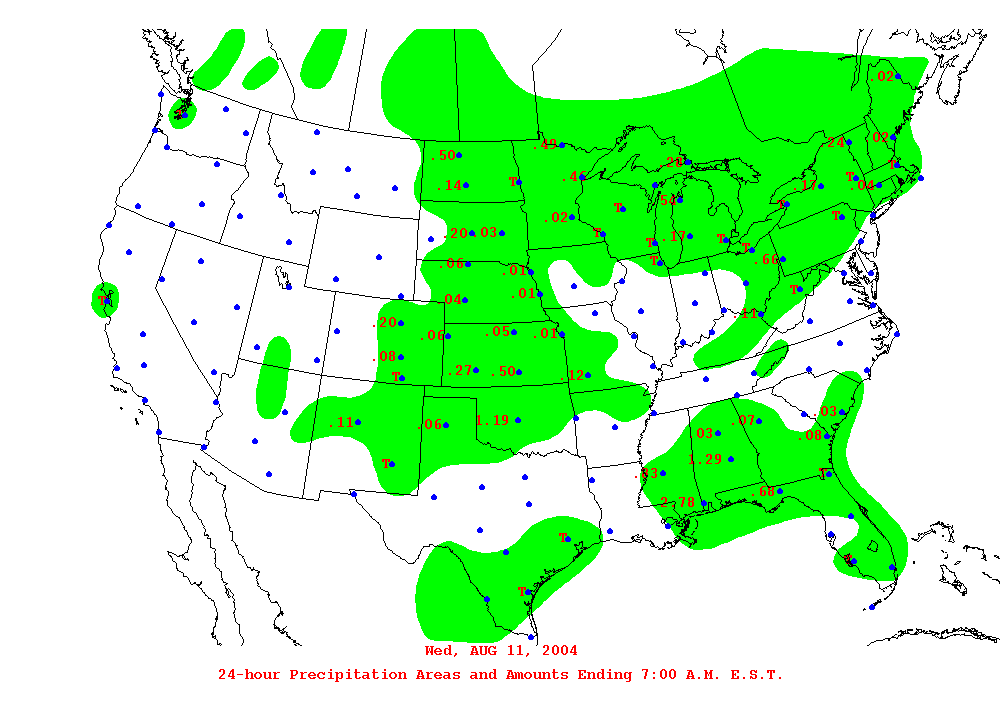 .02
T
.49
.24
.02
.50
.28
T
.46
.14
T
T
.17
.04
.54
T
.02
T
T
.20
.03
T
T
.17
T
T
.66
.06
T
.01
T
.01
T
.04
.11
.20
.06
.05
.01
.08
.27
.50
.12
T
.11
.06
1.19
.07
.03
.03
.08
T
1.29
.33
T
.68
2.78
T
T
Wed, AUG 11, 2004
24-hour Precipitation Areas and Amounts Ending 7:00 A.M. E.S.T.